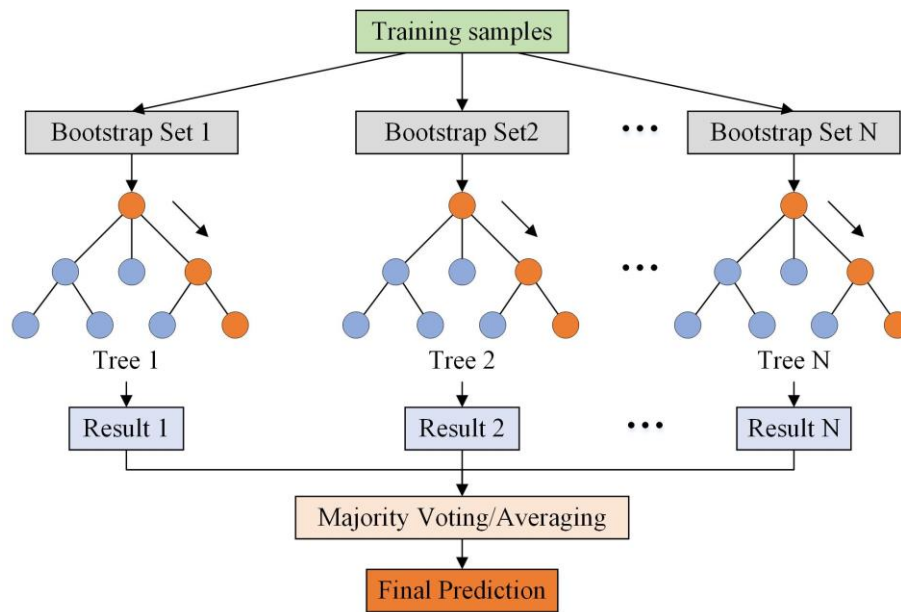 Training samples
Bootstrap Set 1
Bootstrap Set2
•••
Bootstrap Set N
•••
Tree 1
Tree 2
Tree N
Result 1
Result 2
•••
Result N
Majority Voting/Averaging
Final Prediction